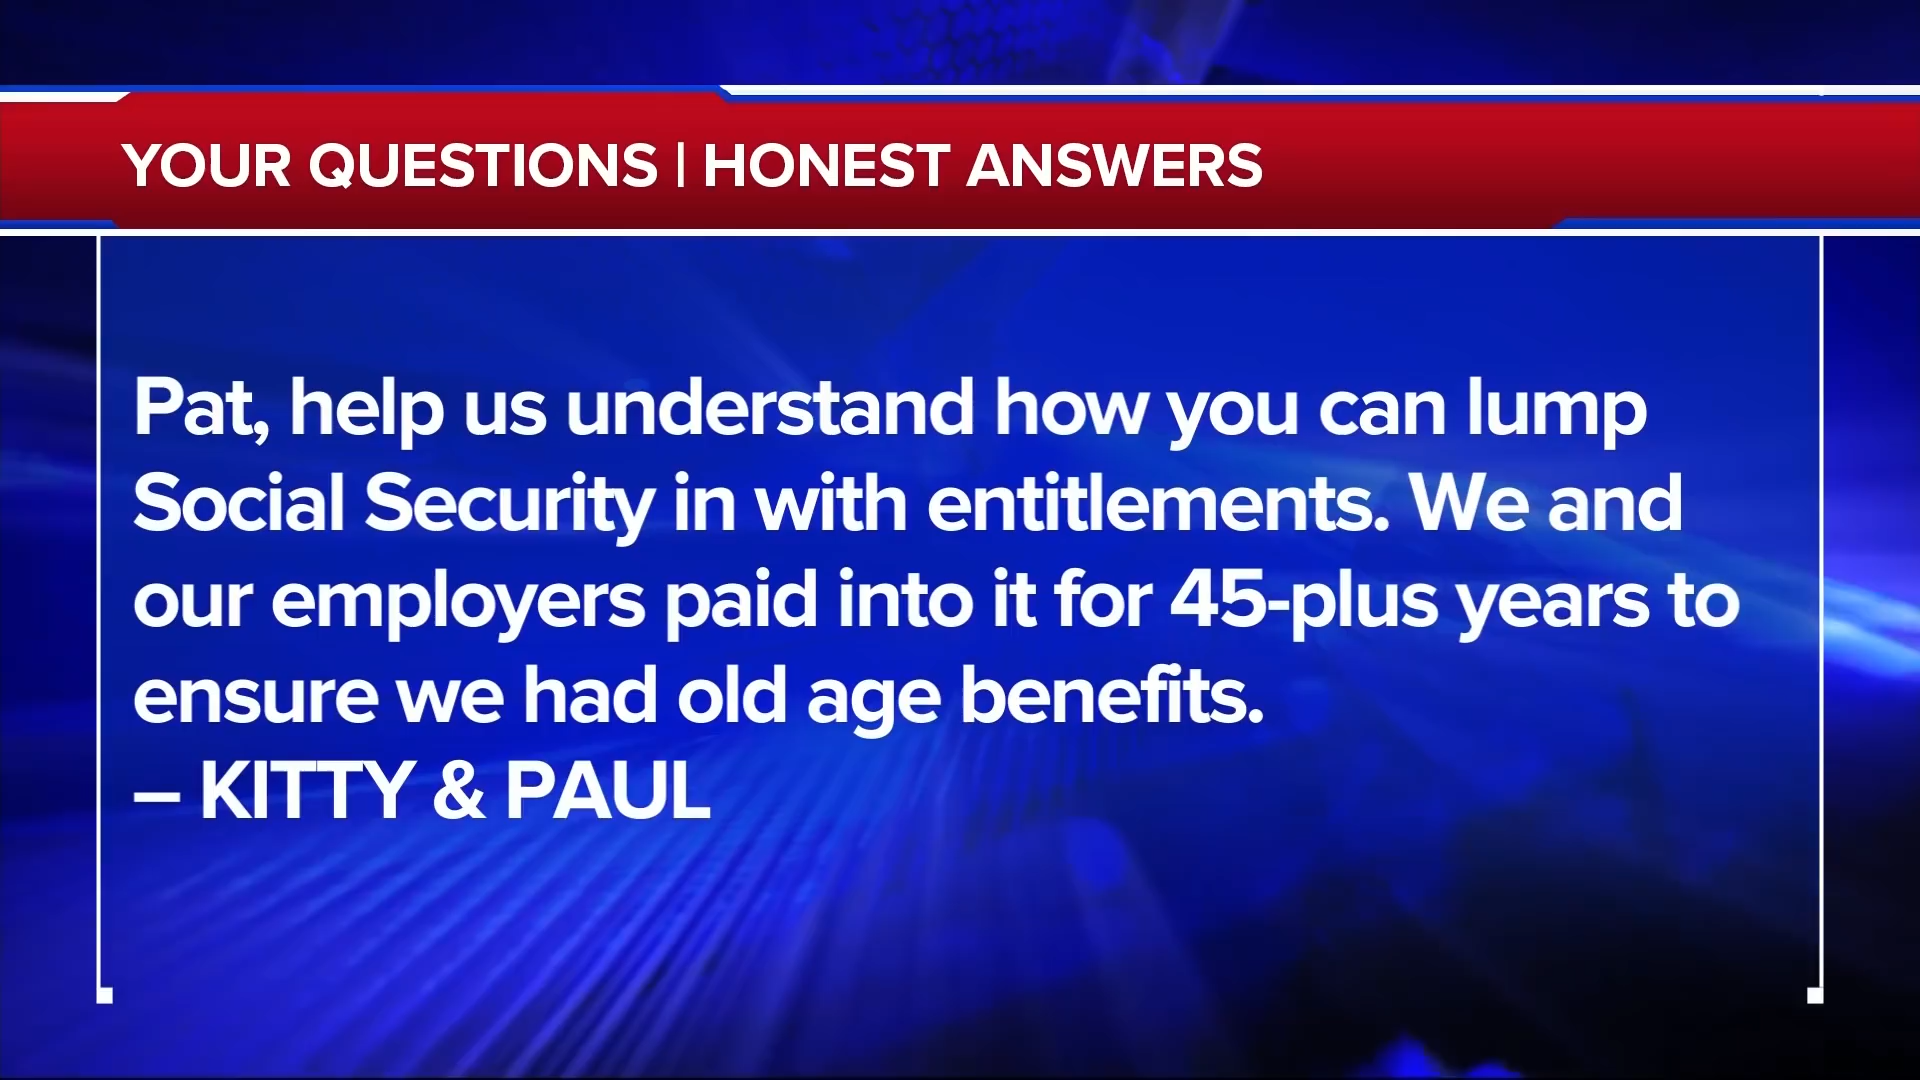 YOUR QUESTIONS | HONEST ANSWERS
Pat, help us understand how you can lump
Social Security in with entitlements. We and
our employers paid into it for 45-plus years to
ensure we had old age benefits.
– KITTY & PAUL